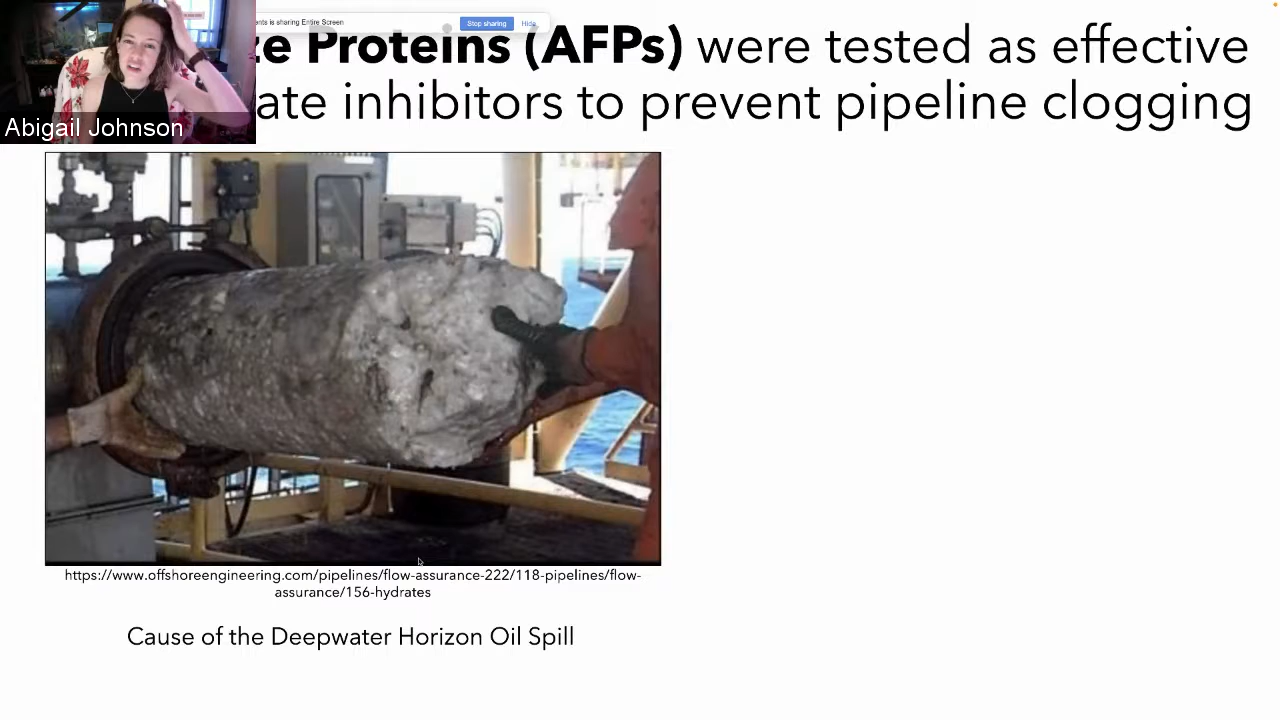 ents is sharing Entire Screen
Stop sharing
Hide
ze Proteins (AFPs) were tested as effective
ate inhibitors to prevent pipeline clogging
Abigail Johnson
https://www.offshoreengineering.com/pipelines/flow-assurance-222/118-pipelines/flow-
assurance/156-hydrates
Cause of the Deepwater Horizon Oil Spill